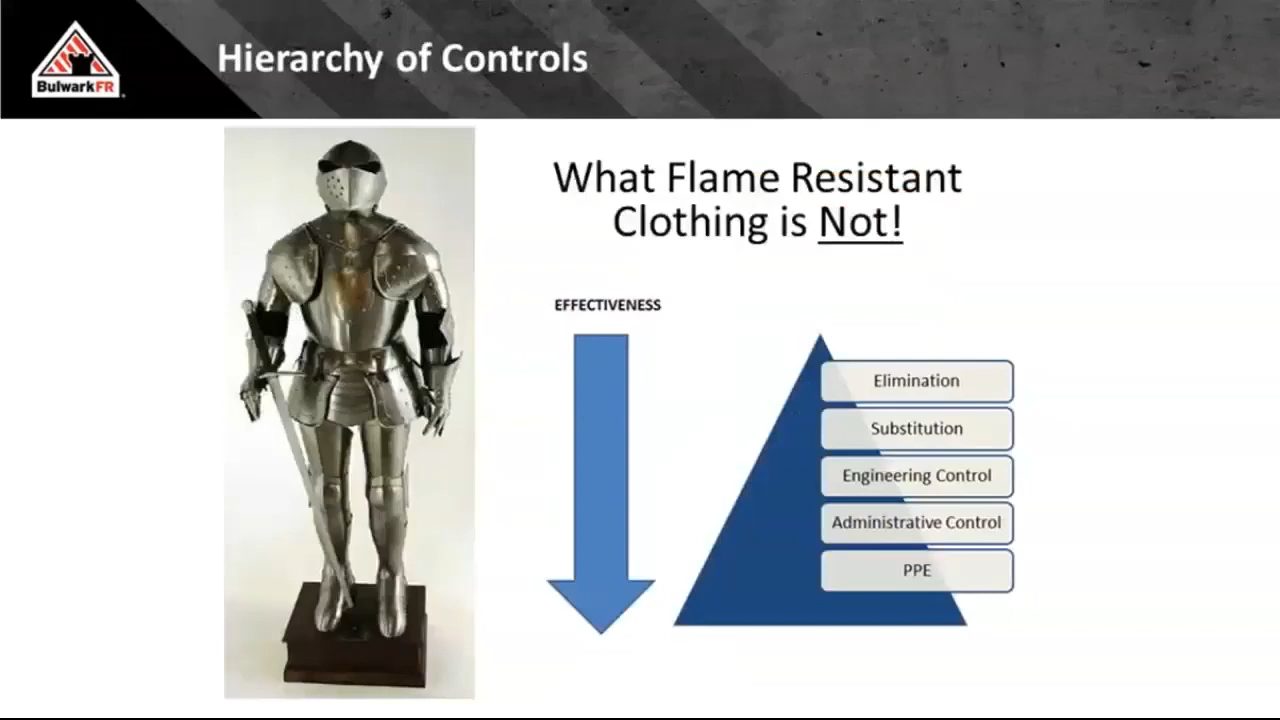 BulwarkFR
Hierarchy of Controls
What Flame Resistant
Clothing is Not!
EFFECTIVENESS
Elimination
Substitution
Engineering Control
Administrative Control
PPE